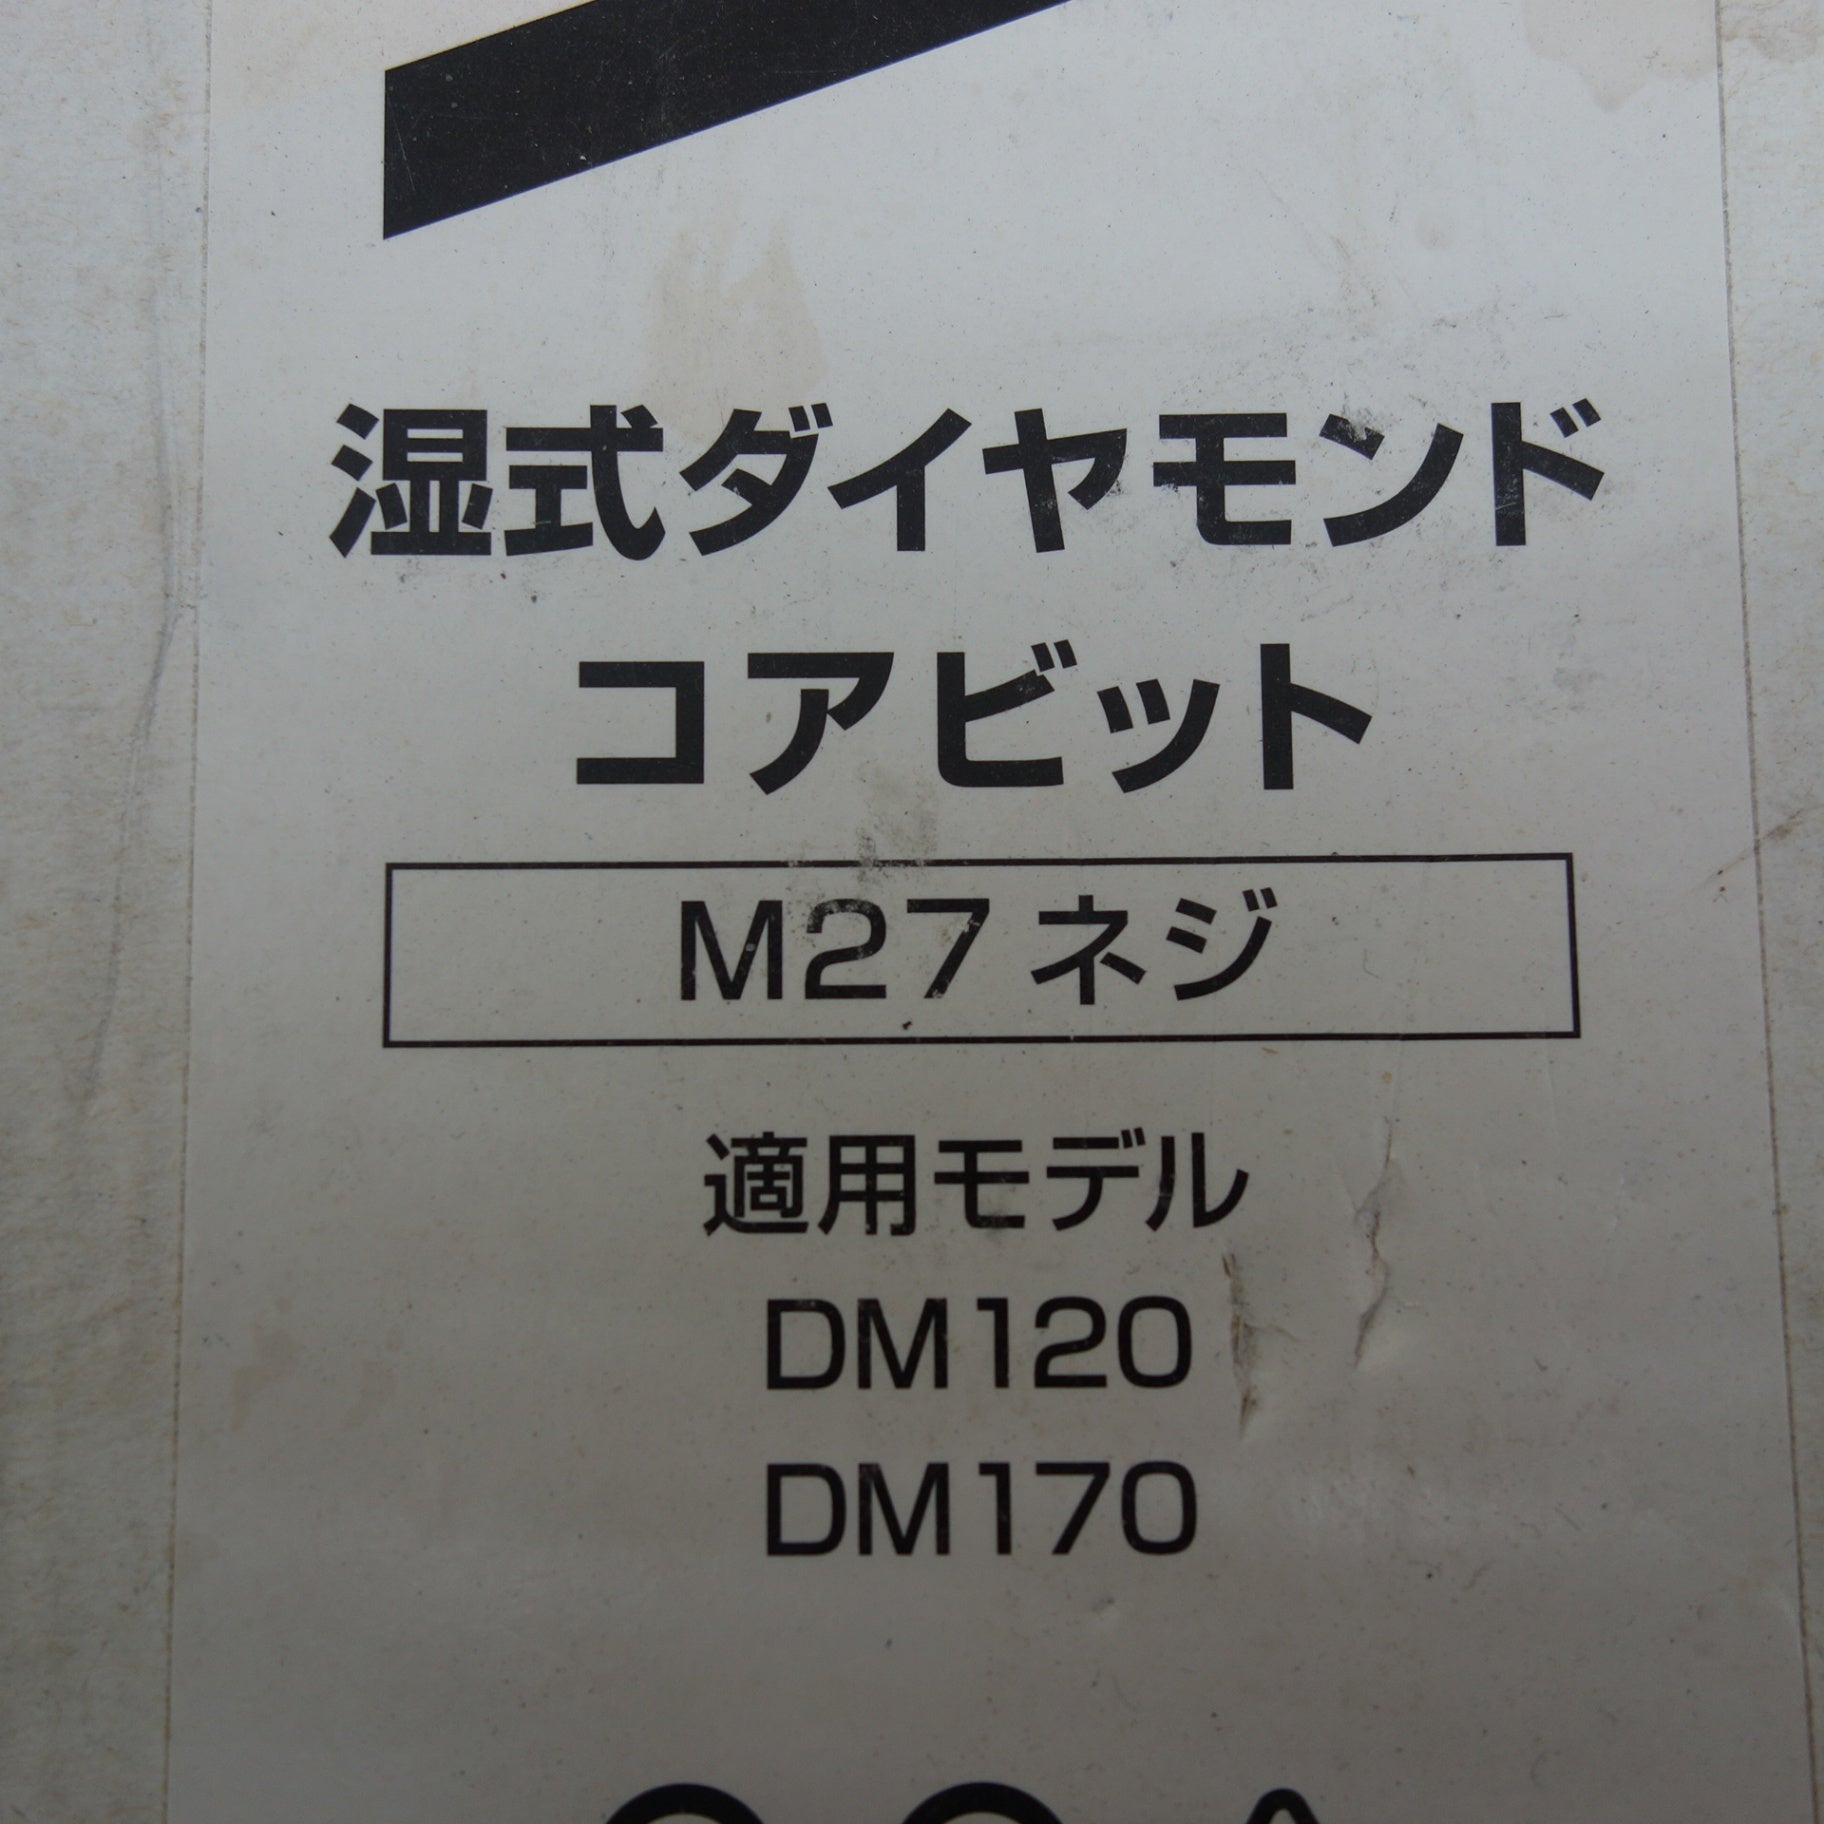 湿式ダイヤモンド
コアビット
M27 ネジ
適用モデル
DM120
DM170